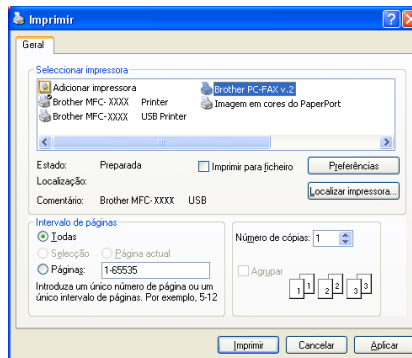 Imprimir
Geral
Seleccionar impressora
Adicionar impressora
Brother PC-FAX v.2
Brother MFC-XXXX Printer
Imagem em cores do PaperPort
Brother MFC-XXXX USB Printer
Estado: Preparada
Imprimir para ficheiro
Preferências
Localização:
Localizar impressora...
Comentário: Brother MFC-XXXX USB
Intervalo de páginas
Todas
Número de cópias: 1
Selecção
Página actual
Páginas: 1-65535
Agrupar
Introduza um único número de página ou um
único intervalo de páginas. Por exemplo, 5-12
1 1 2 2 3 3
Imprimir
Cancelar
Aplicar